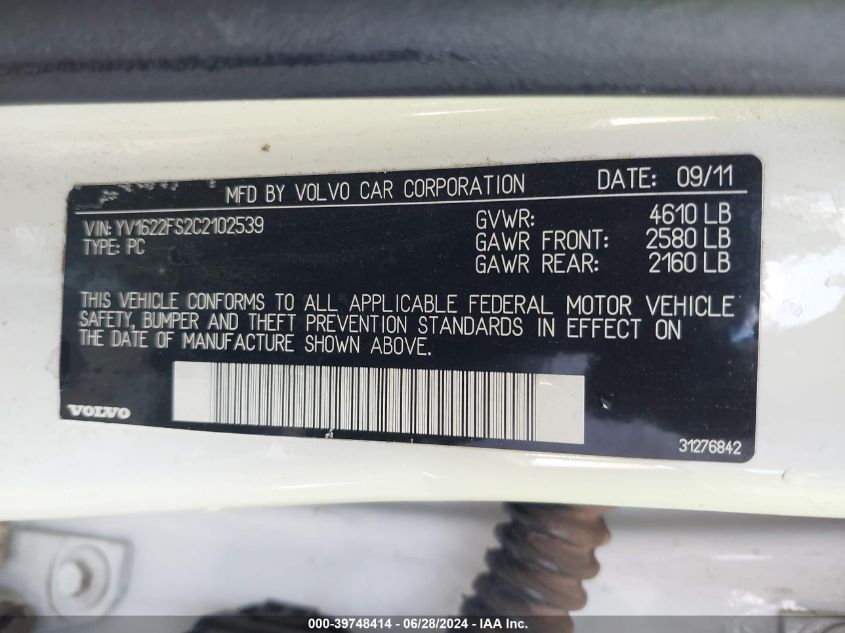 MFD BY VOLVO CAR CORPORATION DATE: 09/11
VIN: YV1622FS2C2102539
TYPE: PC
GVWR: 4610 LB
GAWR FRONT: 2580 LB
GAWR REAR: 2160 LB
THIS VEHICLE CONFORMS TO ALL APPLICABLE FEDERAL MOTOR VEHICLE
SAFETY, BUMPER AND THEFT PREVENTION STANDARDS IN EFFECT ON
THE DATE OF MANUFACTURE SHOWN ABOVE.
VOLVO
31276842
000-39748414 / 06/28/2024 - IAA Inc.